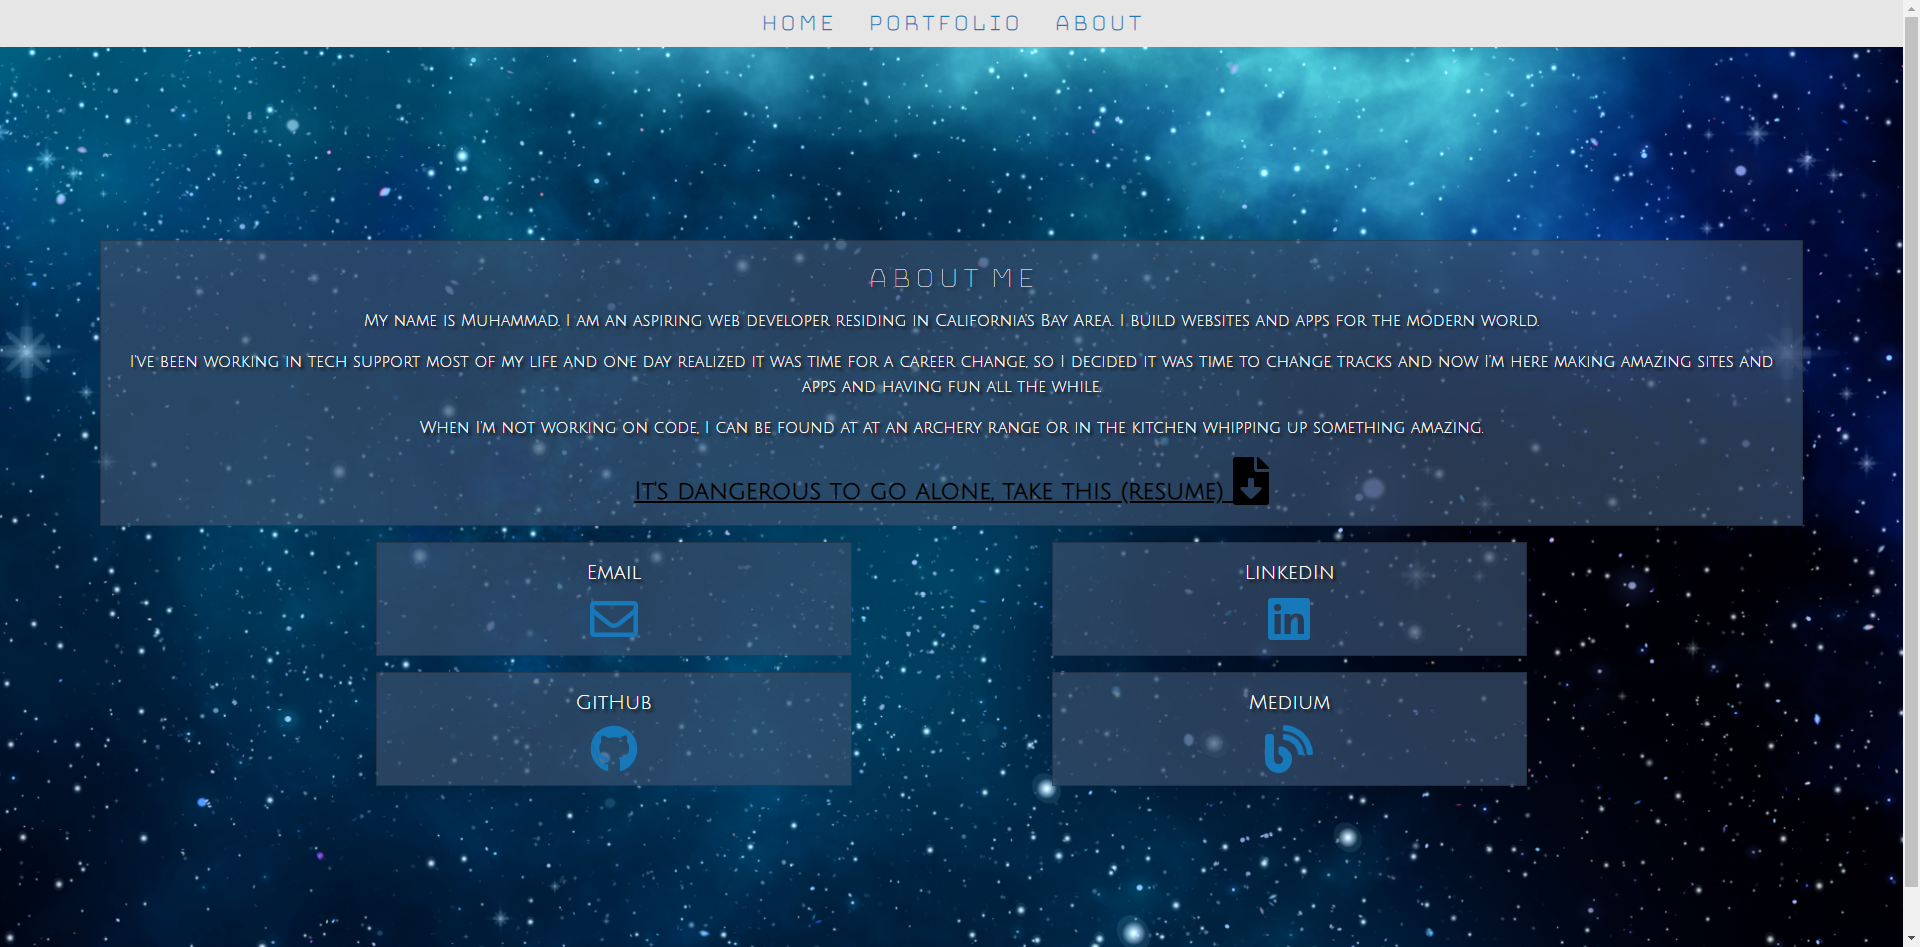 HOME PORTFOLIO ABOUT
ABOUT ME
My name is Muhammad. I am an aspiring web developer residing in California's Bay Area. I build websites and apps for the modern world.
I've been working in tech support most of my life and one day realized it was time for a career change, so I decided it was time to change tracks and now I'm here making amazing sites and
apps and having fun all the while.
When I'm not working on code, I can be found at at an archery range or in the kitchen whipping up something amazing.
It's dangerous to go alone, take this (resume)
Email
LinkedIn
GitHub
Medium